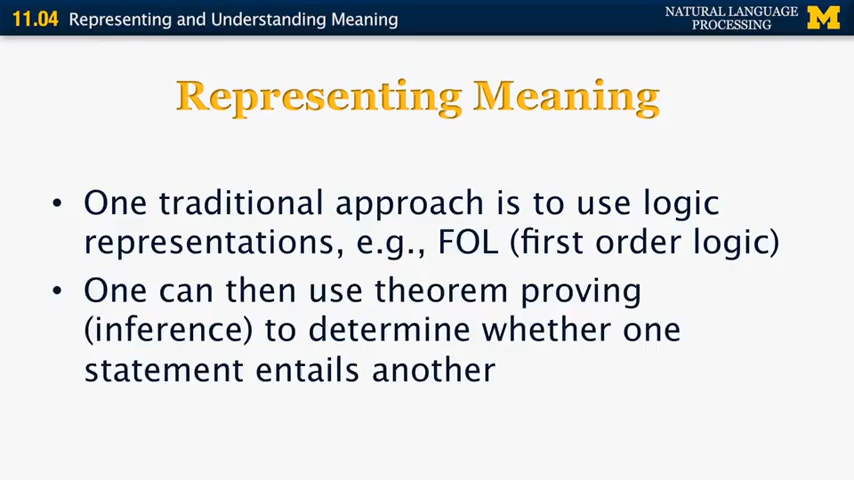 11.04 Representing and Understanding Meaning
NATURAL LANGUAGE
PROCESSING
M
Representing Meaning
• One traditional approach is to use logic
representations, e.g., FOL (first order logic)
• One can then use theorem proving
(inference) to determine whether one
statement entails another